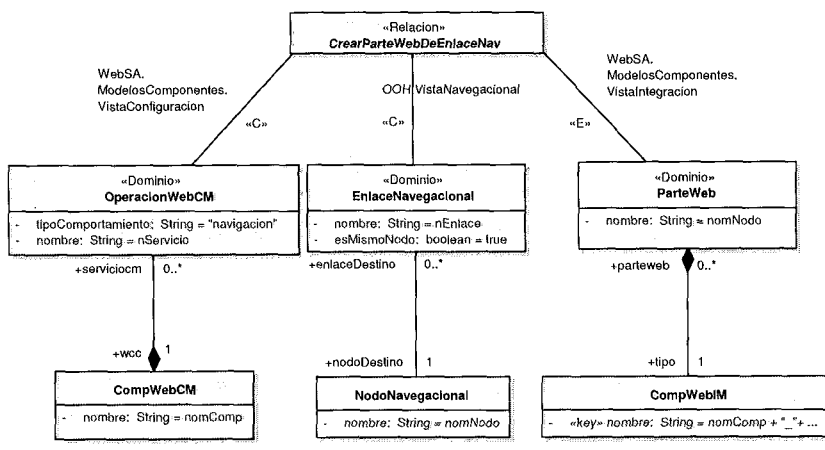 «Relacion»
CrearParteWebDeEnlaceNav
WebSA.
ModelosComponentes.
VistaConfiguracion
OOH VistaNavegacional
WebSA.
ModelosComponentes.
VistaIntegracion
«C»
«C»
«E»
«Dominio»
OperacionWebCM
- tipoComportamiento: String = "navigacion"
- nombre: String = nServicio
«Dominio»
EnlaceNavegacional
- nombre: String = nEnlace
- esMismoNodo: boolean = true
«Dominio»
ParteWeb
- nombre: String = nomNodo
+serviciocm 0..*
+enlaceDestino 0..*
+parteweb 0..*
+wcc 1
+nodoDestino 1
+tipo 1
CompWebCM
- nombre: String = nomComp
NodoNavegacional
- nombre: String = nomNodo
CompWebIM
- «key» nombre: String = nomComp + "_"+ ...